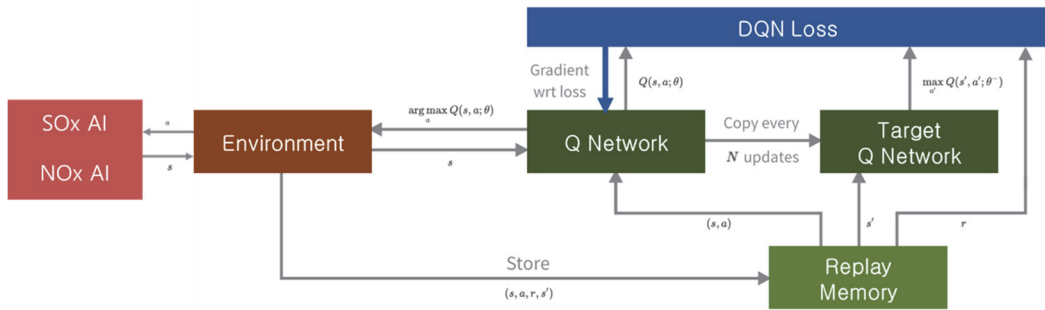 DQN Loss
Gradient
wrt loss
Q(s, a; θ)
max Q(s′, a′; θ⁻)
a′
SOx AI
NOx AI
a
s
Environment
arg max Q(s, a; θ)
a
s
Q Network
Copy every
N updates
Target
Q Network
(s, a)
s′
r
Store
(s, a, r, s′)
Replay
Memory